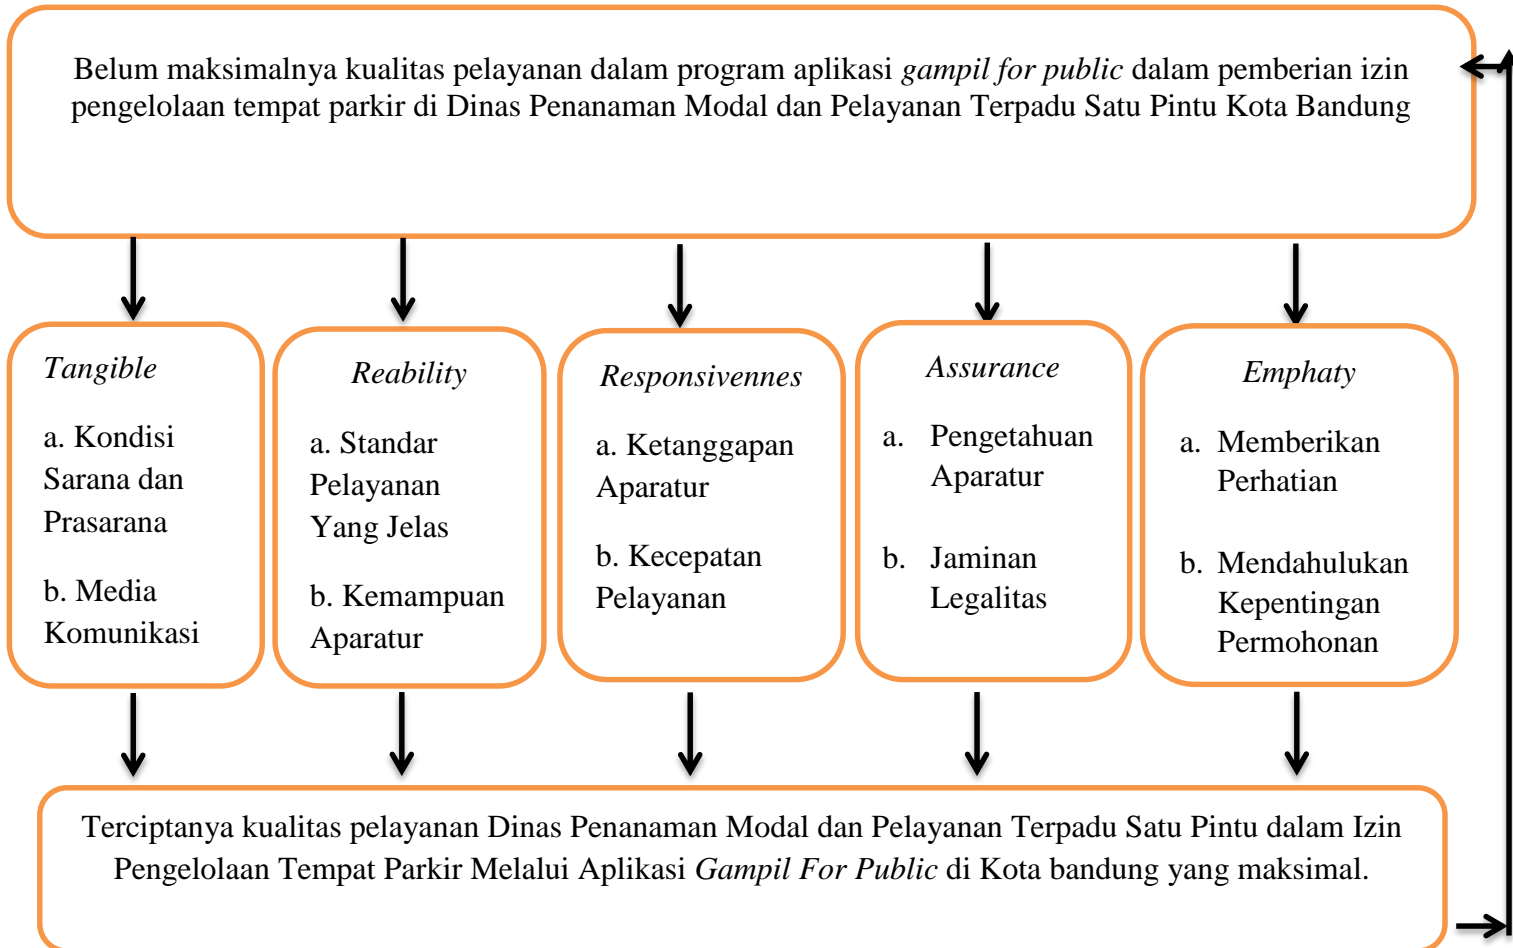 Belum maksimalnya kualitas pelayanan dalam program aplikasi gampil for public dalam pemberian izin
pengelolaan tempat parkir di Dinas Penanaman Modal dan Pelayanan Terpadu Satu Pintu Kota Bandung
Tangible
a. Kondisi
Sarana dan
Prasarana
b. Media
Komunikasi
Reability
a. Standar
Pelayanan
Yang Jelas
b. Kemampuan
Aparatur
Responsivennes
a. Ketanggapan
Aparatur
b. Kecepatan
Pelayanan
Assurance
a. Pengetahuan
Aparatur
b. Jaminan
Legalitas
Emphaty
a. Memberikan
Perhatian
b. Mendahulukan
Kepentingan
Permohonan
Terciptanya kualitas pelayanan Dinas Penanaman Modal dan Pelayanan Terpadu Satu Pintu dalam Izin
Pengelolaan Tempat Parkir Melalui Aplikasi Gampil For Public di Kota bandung yang maksimal.